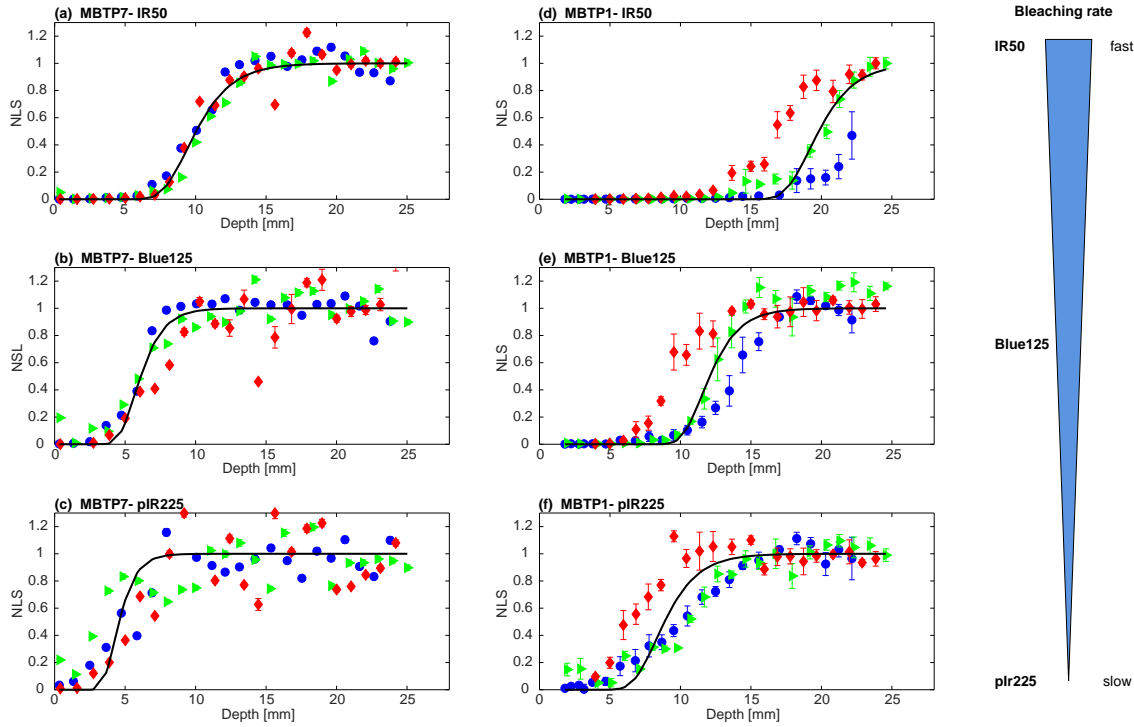 (a) MBTP7- IR50
1.2
1
0.8
0.6
0.4
0.2
0
NLS
0 5 10 15 20 25
Depth [mm]
(b) MBTP7- Blue125
1.2
1
0.8
0.6
0.4
0.2
0
NSL
0 5 10 15 20 25
Depth [mm]
(c) MBTP7- pIR225
1.2
1
0.8
0.6
0.4
0.2
0
NLS
0 5 10 15 20 25
Depth [mm]
(d) MBTP1- IR50
1.2
1
0.8
0.6
0.4
0.2
0
NLS
0 5 10 15 20 25
Depth [mm]
(e) MBTP1- Blue125
1.2
1
0.8
0.6
0.4
0.2
0
NLS
0 5 10 15 20 25
Depth [mm]
(f) MBTP1- pIR225
1.2
1
0.8
0.6
0.4
0.2
0
NLS
0 5 10 15 20 25
Depth [mm]
Bleaching rate
IR50 fast
Blue125
pIr225 slow